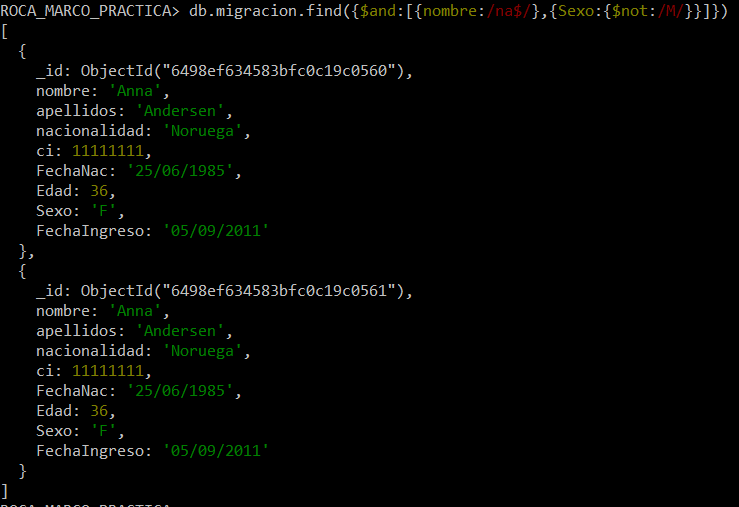 ROCA_MARCO_PRACTICA> db.migracion.find({$and:[{nombre:/na$/},{Sexo:{$not:/M/}}]})
[
  {
    _id: ObjectId("6498ef634583bfc0c19c0560"),
    nombre: 'Anna',
    apellidos: 'Andersen',
    nacionalidad: 'Noruega',
    ci: 11111111,
    FechaNac: '25/06/1985',
    Edad: 36,
    Sexo: 'F',
    FechaIngreso: '05/09/2011'
  },
  {
    _id: ObjectId("6498ef634583bfc0c19c0561"),
    nombre: 'Anna',
    apellidos: 'Andersen',
    nacionalidad: 'Noruega',
    ci: 11111111,
    FechaNac: '25/06/1985',
    Edad: 36,
    Sexo: 'F',
    FechaIngreso: '05/09/2011'
  }
]